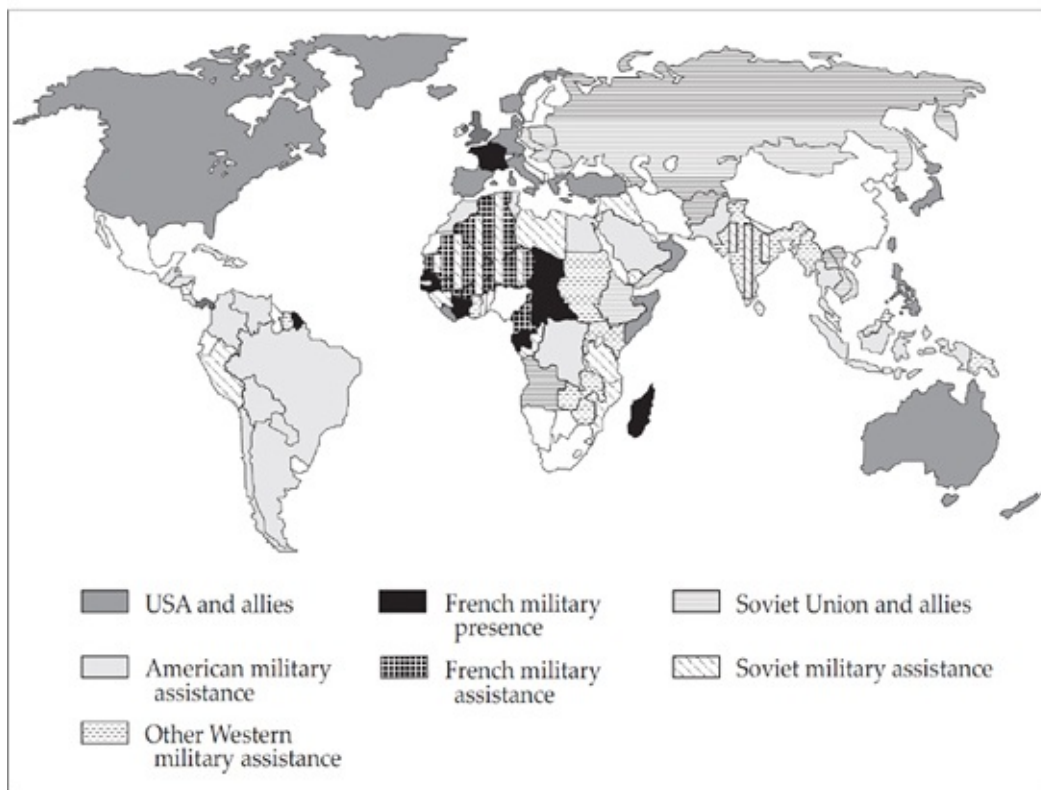 USA and allies
French military
presence
Soviet Union and allies
American military
assistance
French military
assistance
Soviet military assistance
Other Western
military assistance